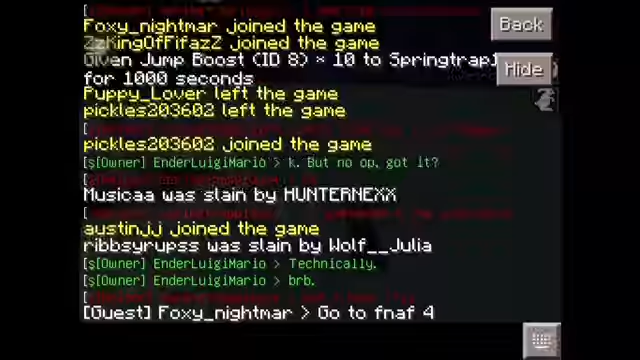 Foxy_nightmar joined the game
ZzKingOfFifazZ joined the game
Given Jump Boost (ID 8) * 10 to Springtrap
for 1000 seconds
Puppy_Lover left the game
pickles203602 left the game
[
pickles203602 joined the game
[$[Owner] EnderLuigiMario > k. But no op, got it?
[
Musicaa was slain by HUNTERNEXX
[
austinjj joined the game
ribbsyrupss was slain by Wolf__Julia
[$[Owner] EnderLuigiMario > Technically.
[$[Owner] EnderLuigiMario > brb.
[
[Guest] Foxy_nightmar > Go to fnaf 4
Back
Hide